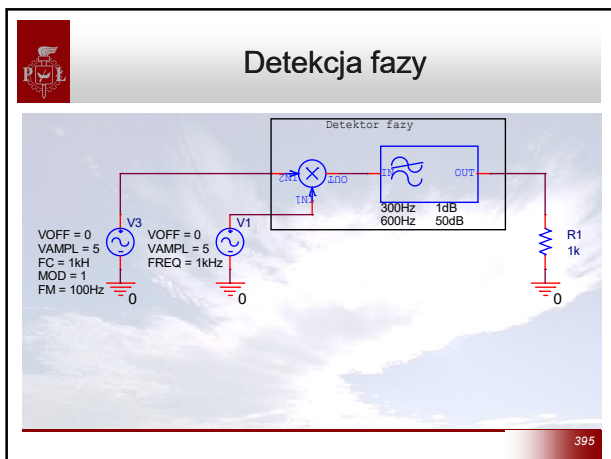 P Ł
Detekcja fazy
Detektor fazy
IN2
OUT
IN1
IN
OUT
300Hz 1dB
600Hz 50dB
V3
VOFF = 0
VAMPL = 5
FC = 1kH
MOD = 1
FM = 100Hz
0
V1
VOFF = 0
VAMPL = 5
FREQ = 1kHz
0
R1
1k
0
395